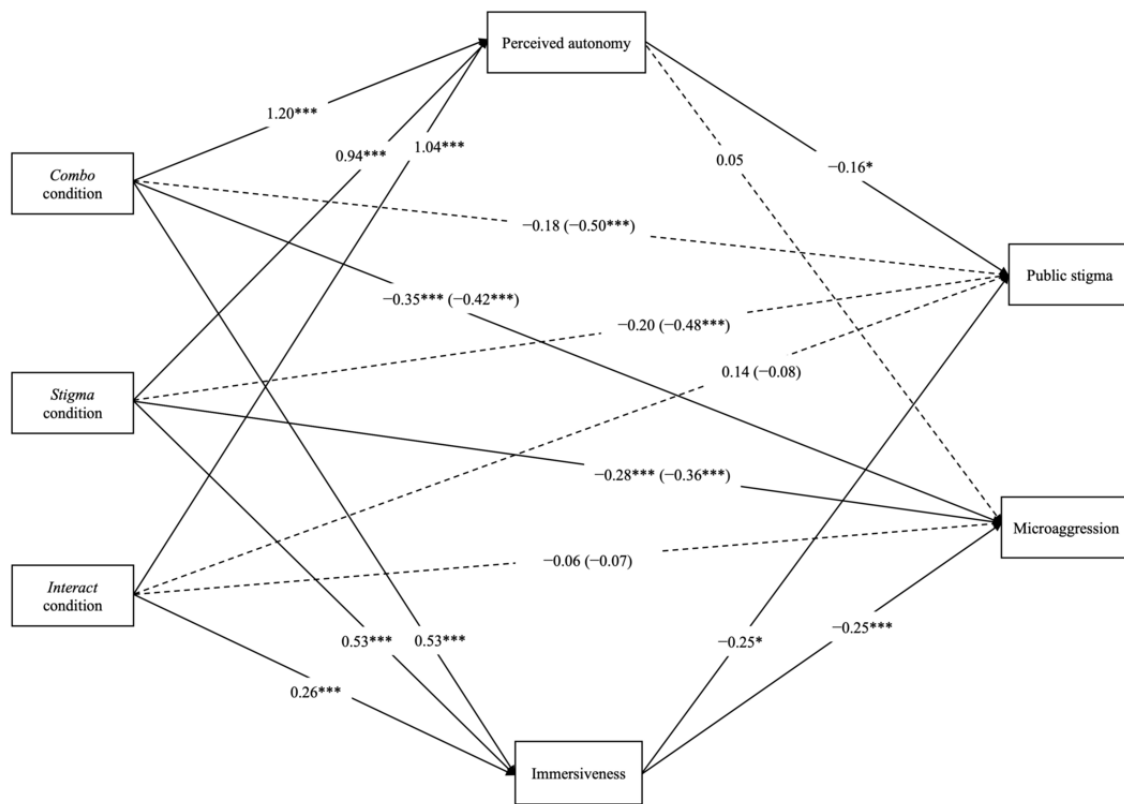 Perceived autonomy
1.20***
0.94***
1.04***
0.05
−0.16*
Combo
condition
−0.18 (−0.50***)
Public stigma
−0.35*** (−0.42***)
−0.20 (−0.48***)
0.14 (−0.08)
Stigma
condition
−0.28*** (−0.36***)
Microaggression
−0.06 (−0.07)
Interact
condition
0.53***
0.53***
−0.25*
−0.25***
0.26***
Immersiveness